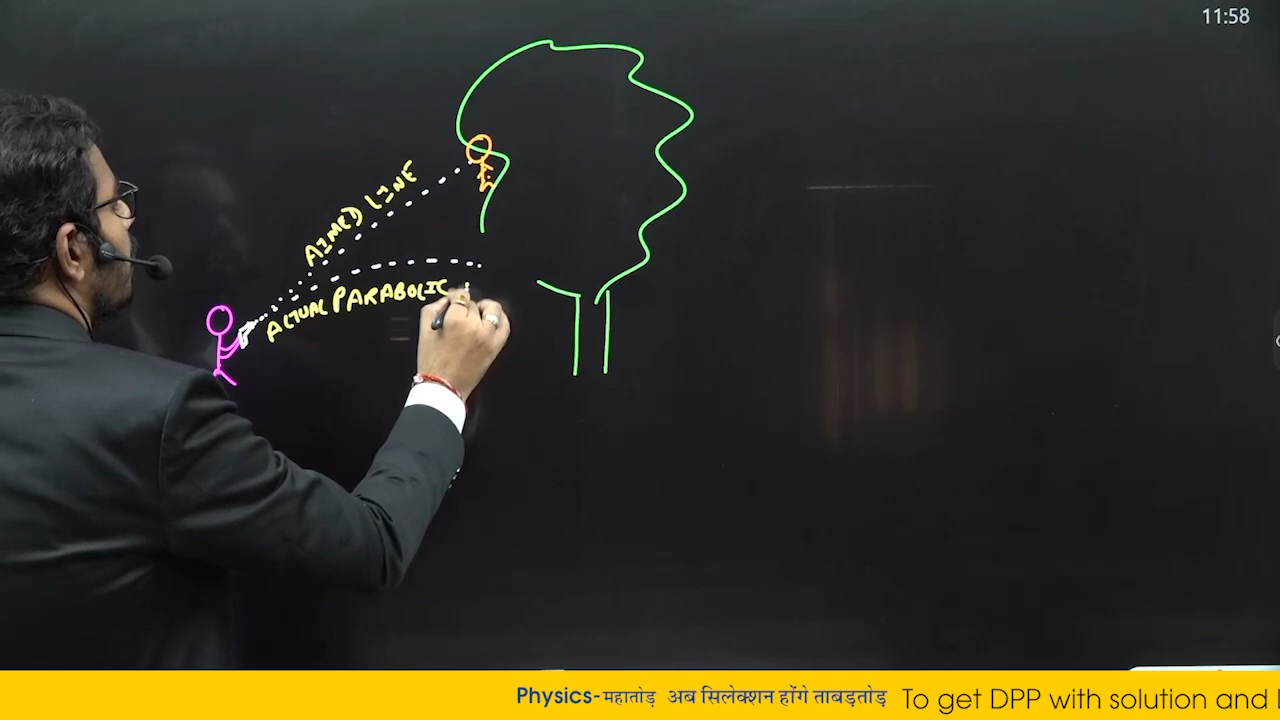 11:58
AIMED LINE
ACTUAL PARABOLIC
Physics-महातोड़ अब सिलेक्शन होंगे ताबड़तोड़ To get DPP with solution and